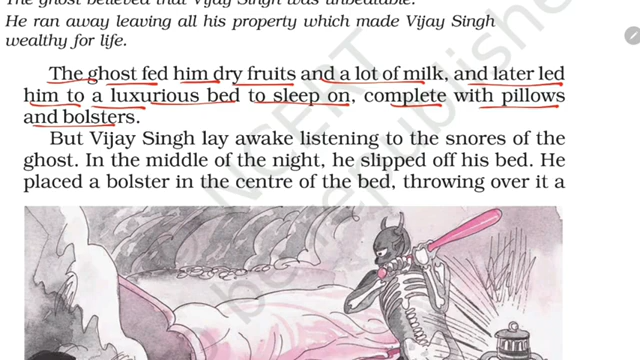 The ghost believed that Vijay Singh was unbeatable.
He ran away leaving all his property which made Vijay Singh
wealthy for life.
The ghost fed him dry fruits and a lot of milk, and later led
him to a luxurious bed to sleep on, complete with pillows
and bolsters.
But Vijay Singh lay awake listening to the snores of the
ghost. In the middle of the night, he slipped off his bed. He
placed a bolster in the centre of the bed, throwing over it a